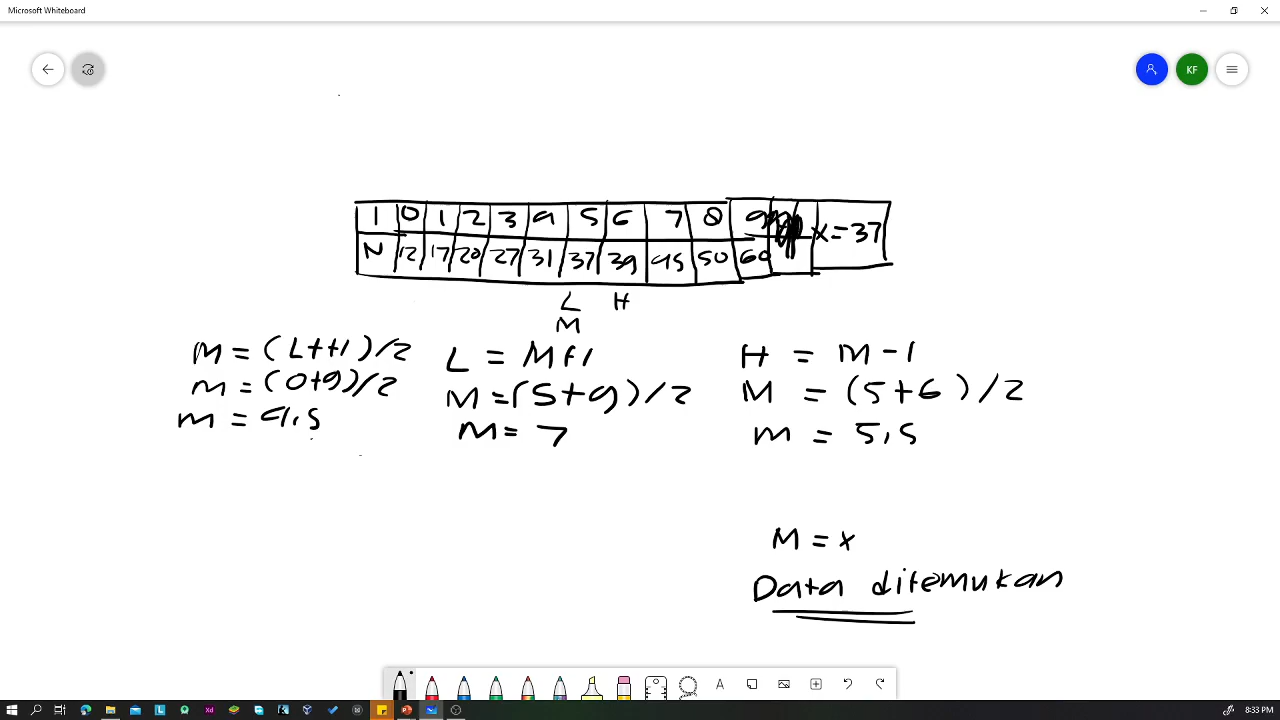 Microsoft Whiteboard
KF
I 0 1 2 3 4 5 6 7 8 9
N 12 17 20 27 31 37 39 45 50 60
x=37
L H
M
M = (L+H)/2
m = (0+9)/2
m = 4,5
L = M+1
M = (5+9)/2
M = 7
H = M-1
M = (5+6)/2
m = 5,5
M = x
Data ditemukan
A
8:33 PM